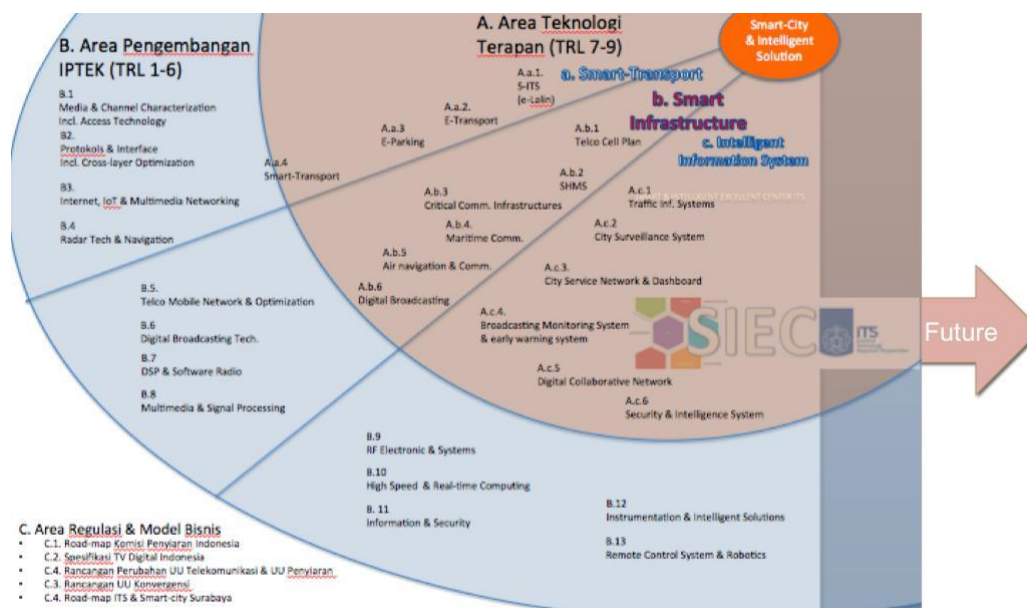 A. Area Teknologi
Terapan (TRL 7-9)
Smart-City
& Intelligent
Solution
B. Area Pengembangan
IPTEK (TRL 1-6)
B.1
Media & Channel Characterization
Incl. Access Technology
B2.
Protokols & Interface
Incl. Cross-layer Optimization
B3.
Internet, IoT & Multimedia Networking
B.4
Radar Tech & Navigation
A.a.1.
S-ITS
(e-Lalin)
a. Smart-Transport
A.a.2.
E-Transport
A.a.3
E-Parking
A.a.4
Smart-Transport
b. Smart
Infrastructure
A.b.1
Telco Cell Plan
c. Intelligent
Information System
A.b.2
SHMS
A.b.3
Critical Comm. Infrastructures
A.b.4.
Maritime Comm.
A.b.5
Air navigation & Comm.
A.b.6
Digital Broadcasting
A.c.1
Traffic Inf. Systems
A.c.2
City Surveillance System
A.c.3.
City Service Network & Dashboard
A.c.4.
Broadcasting Monitoring System
& early warning system
A.c.5
Digital Collaborative Network
A.c.6
Security & Intelligence System
SIEC
ITS
Future
B.5.
Telco Mobile Network & Optimization
B.6
Digital Broadcasting Tech.
B.7
DSP & Software Radio
B.8
Multimedia & Signal Processing
B.9
RF Electronic & Systems
B.10
High Speed & Real-time Computing
B. 11
Information & Security
B.12
Instrumentation & Intelligent Solutions
B.13
Remote Control System & Robotics
C. Area Regulasi & Model Bisnis
• C.1. Road-map Komisi Penyiaran Indonesia
• C.2. Spesifikasi TV Digital Indonesia
• C.4. Rancangan Perubahan UU Telekomunikasi & UU Penyiaran
• C.3. Rancangan UU Konvergensi
• C.4. Road-map ITS & Smart-city Surabaya